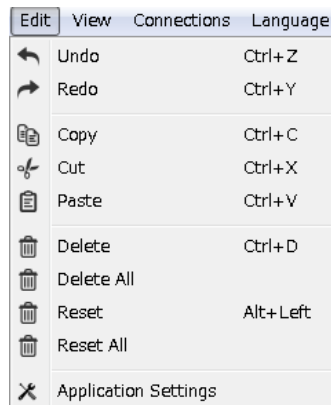 Edit View Connections Language
Undo Ctrl+Z
Redo Ctrl+Y
Copy Ctrl+C
Cut Ctrl+X
Paste Ctrl+V
Delete Ctrl+D
Delete All
Reset Alt+Left
Reset All
Application Settings